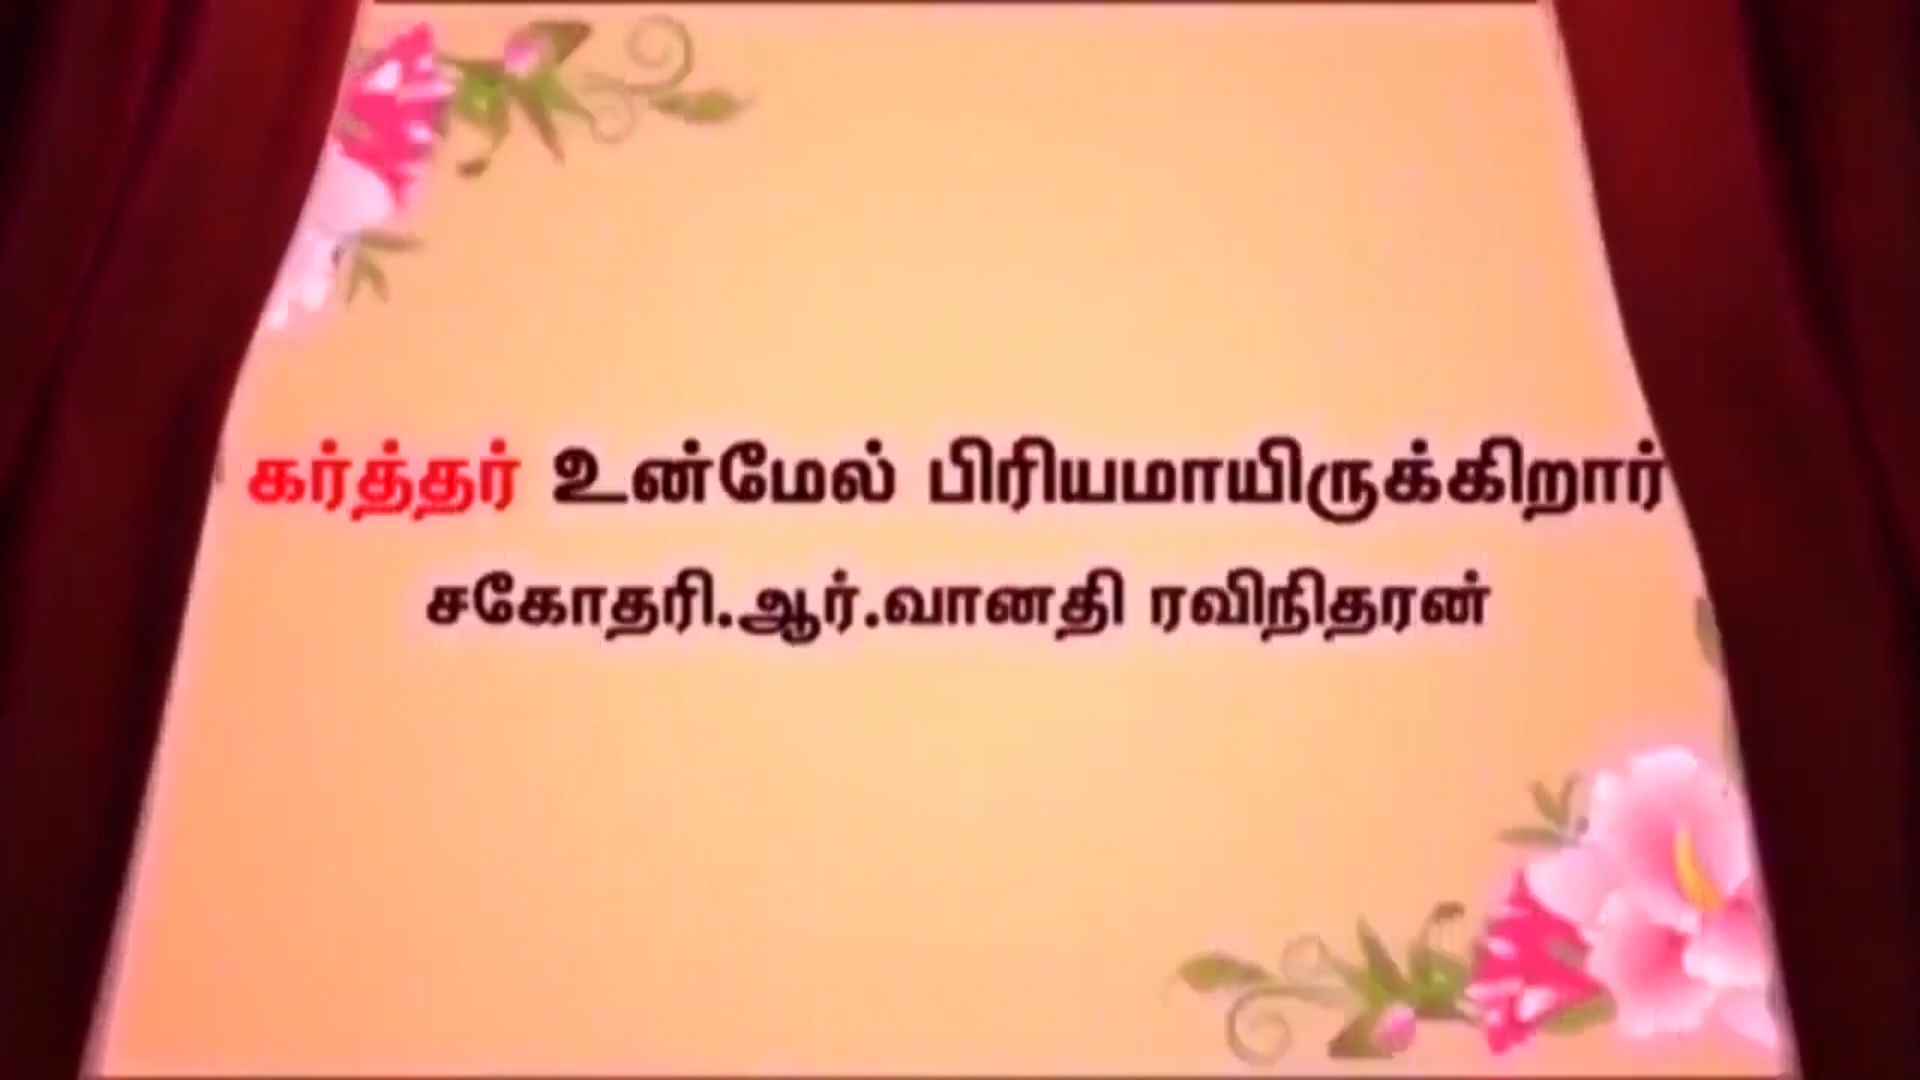 கர்த்தர் உன்மேல் பிரியமாயிருக்கிறார்
சகோதரி.ஆர்.வானதி ரவிநிதரன்